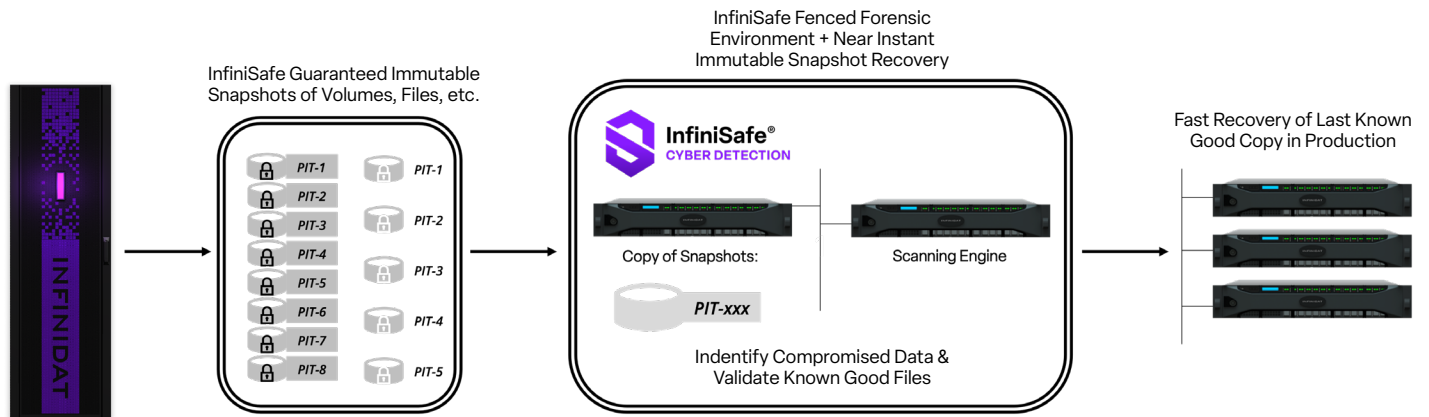 InfiniSafe Fenced Forensic
Environment + Near Instant
Immutable Snapshot Recovery
InfiniSafe Guaranteed Immutable
Snapshots of Volumes, Files, etc.
INFINIDAT
PIT-1
PIT-2
PIT-3
PIT-4
PIT-5
PIT-6
PIT-7
PIT-8
PIT-1
PIT-2
PIT-3
PIT-4
PIT-5
InfiniSafe®
CYBER DETECTION
Copy of Snapshots:
Scanning Engine
PIT-xxx
Indentify Compromised Data &
Validate Known Good Files
Fast Recovery of Last Known
Good Copy in Production